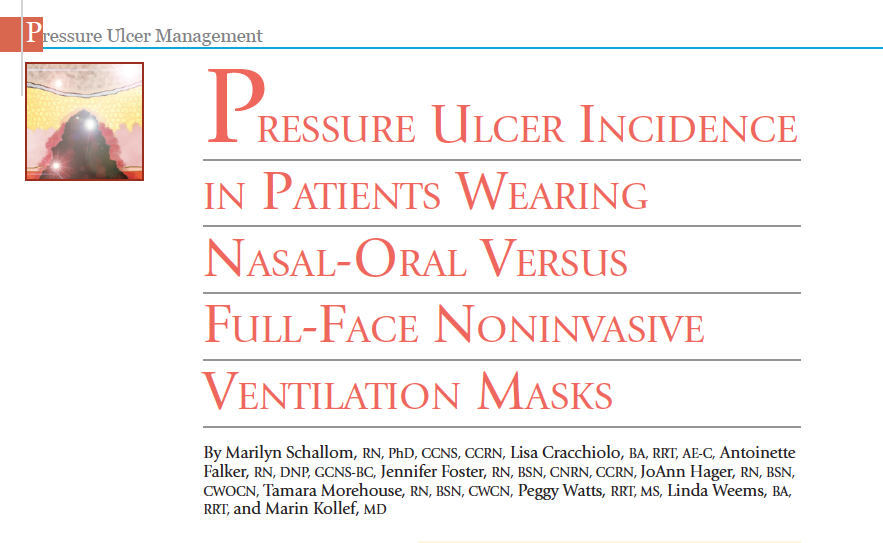 Pressure Ulcer Management
Pressure Ulcer Incidence
in Patients Wearing
Nasal-Oral Versus
Full-Face Noninvasive
Ventilation Masks
By Marilyn Schallom, RN, PhD, CCNS, CCRN, Lisa Cracchiolo, BA, RRT, AE-C, Antoinette
Falker, RN, DNP, GCNS-BC, Jennifer Foster, RN, BSN, CNRN, CCRN, JoAnn Hager, RN, BSN,
CWOCN, Tamara Morehouse, RN, BSN, CWCN, Peggy Watts, RRT, MS, Linda Weems, BA,
RRT, and Marin Kollef, MD